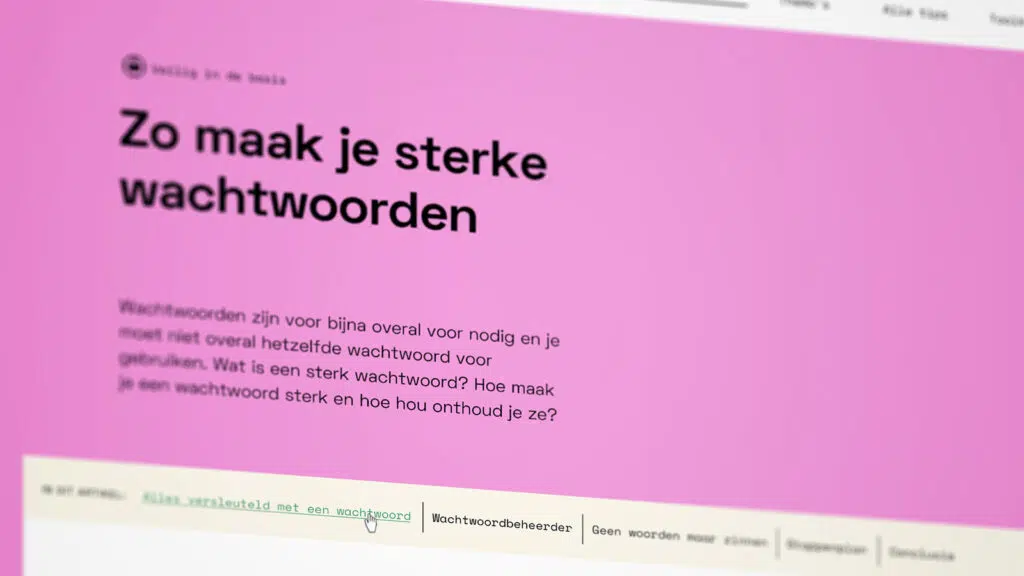 Thema's
Alle tips
Veilig in de basis
Zo maak je sterke
wachtwoorden
Wachtwoorden zijn voor bijna overal voor nodig en je
moet niet overal hetzelfde wachtwoord voor
gebruiken. Wat is een sterk wachtwoord? Hoe maak
je een wachtwoord sterk en hoe hou onthoud je ze?
IN DIT ARTIKEL:
Alles versleuteld met een wachtwoord
Wachtwoordbeheerder
Geen woorden maar zinnen
Stappenplan
Conclusie